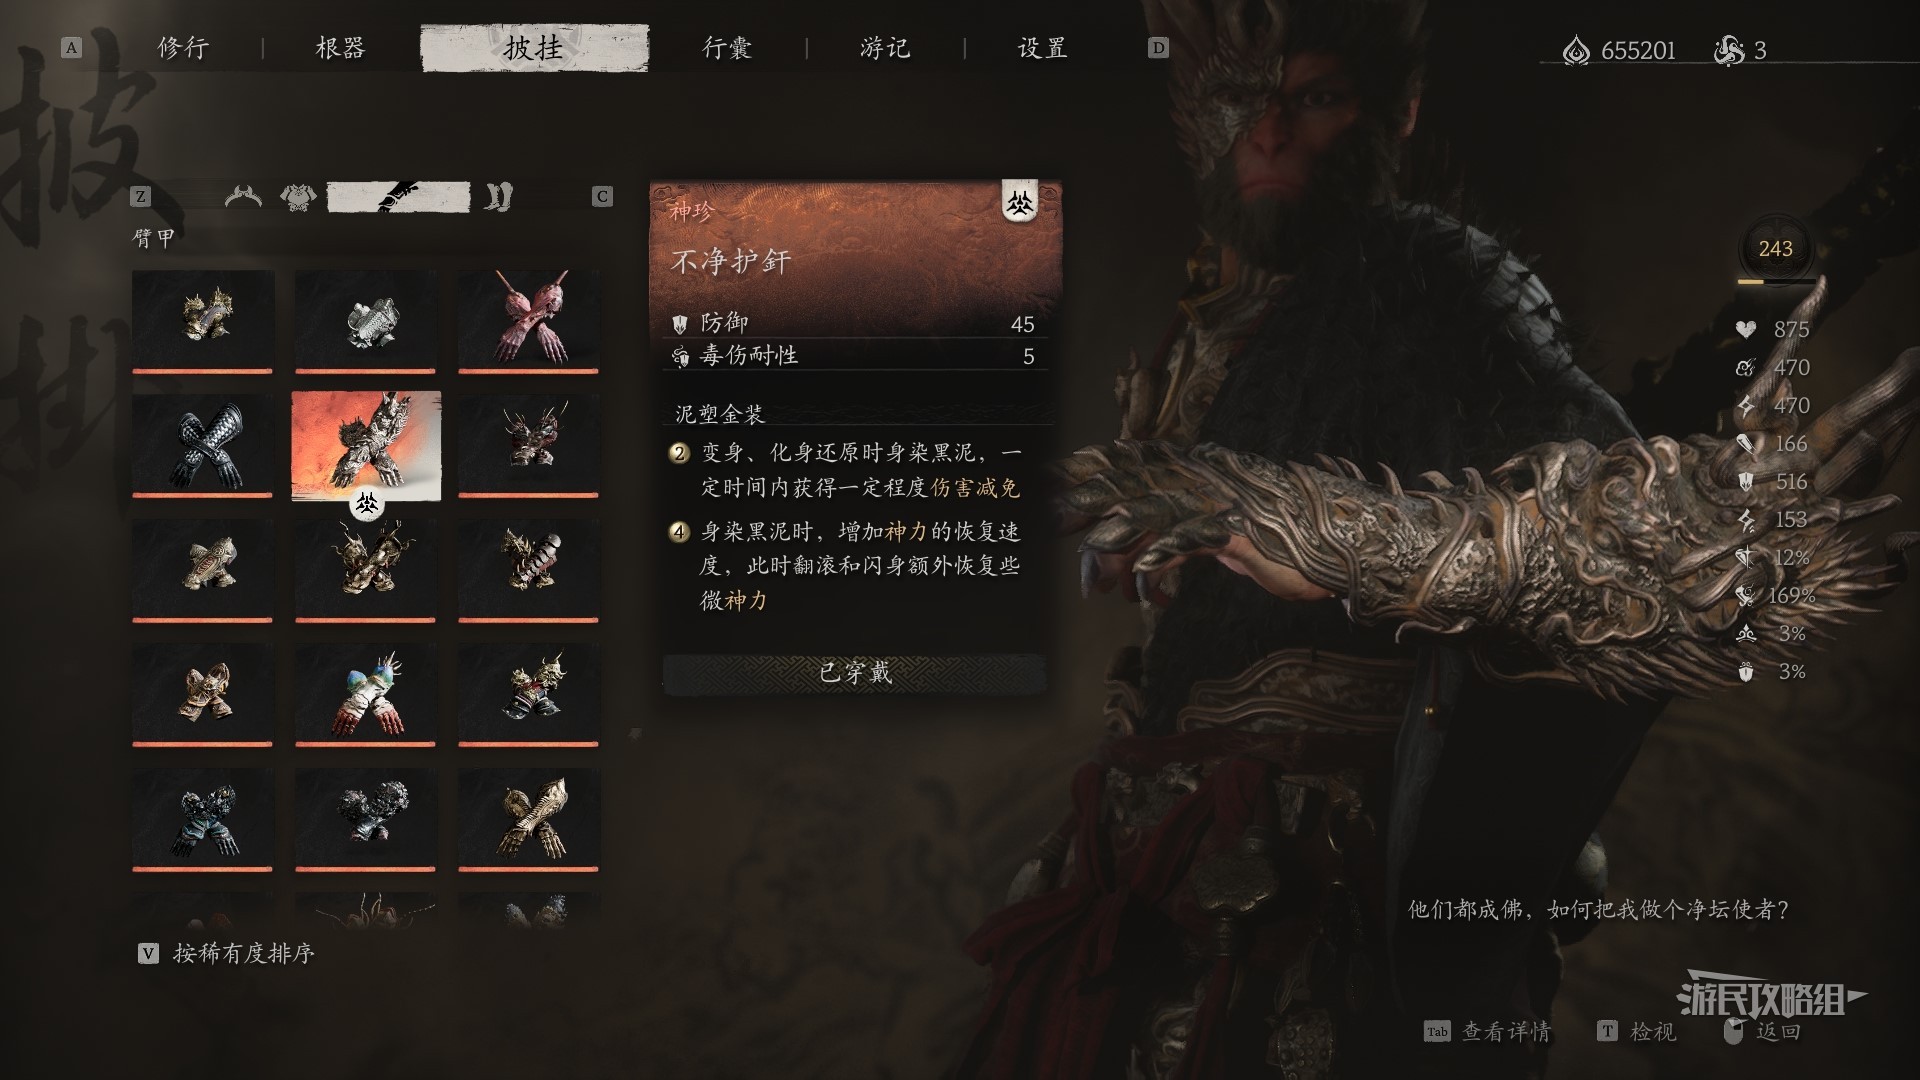 A 修行 根器 披挂 行囊 游记 设置 D 655201 3
披挂
Z C
臂甲
神珍
不净护釬
防御 45
毒伤耐性 5
泥塑金装
2 变身、化身还原时身染黑泥，一
定时间内获得一定程度伤害减免
4 身染黑泥时，增加神力的恢复速
度，此时翻滚和闪身额外恢复些
微神力
已穿戴
243
875
470
470
166
516
153
12%
169%
3%
3%
他们都成佛，如何把我做个净坛使者？
V 按稀有度排序
游民攻略组
Tab 查看详情 T 检视 返回